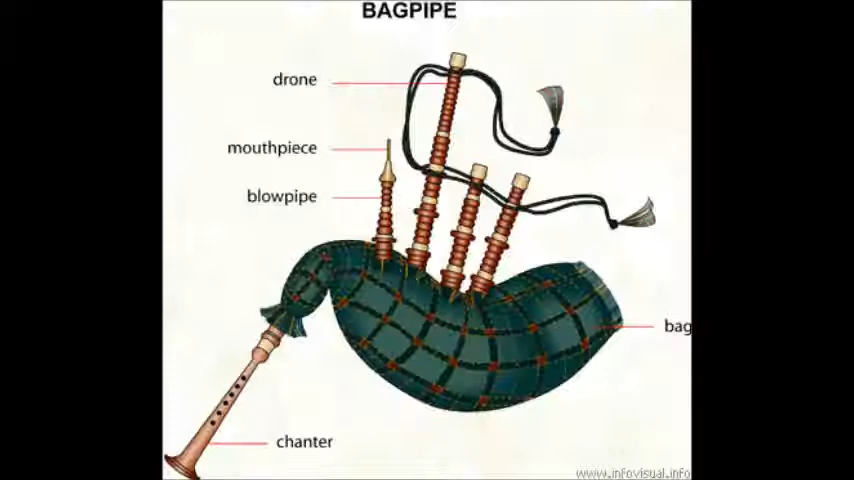 BAGPIPE
drone
mouthpiece
blowpipe
bag
chanter
www.infovisual.info